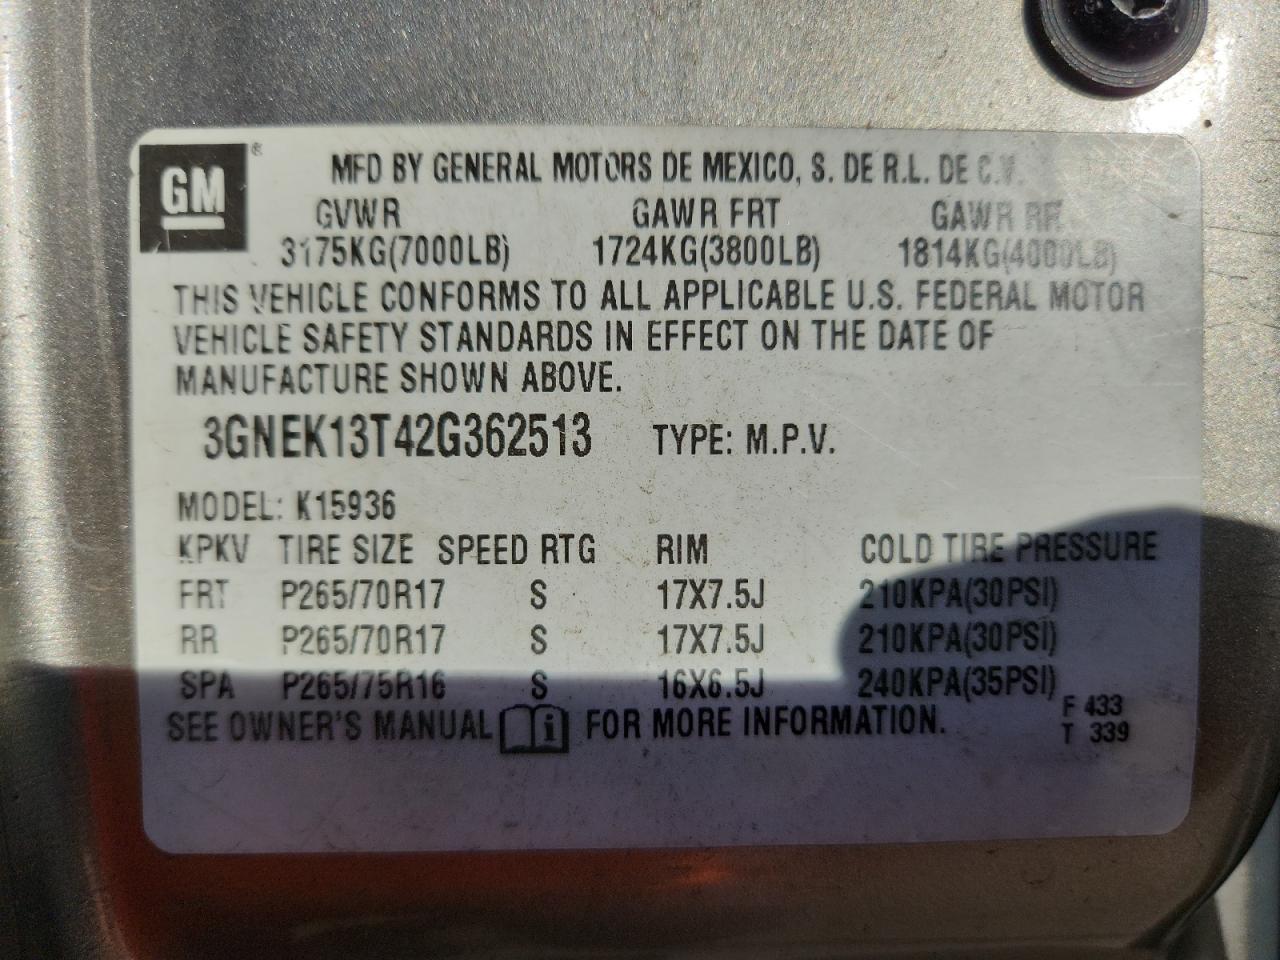 GM ®
MFD BY GENERAL MOTORS DE MEXICO, S. DE R.L. DE C.V.
GVWR GAWR FRT GAWR RR
3175KG(7000LB) 1724KG(3800LB) 1814KG(4000LB)
THIS VEHICLE CONFORMS TO ALL APPLICABLE U.S. FEDERAL MOTOR
VEHICLE SAFETY STANDARDS IN EFFECT ON THE DATE OF
MANUFACTURE SHOWN ABOVE.
3GNEK13T42G362513 TYPE: M.P.V.
MODEL: K15936
KPKV TIRE SIZE SPEED RTG RIM COLD TIRE PRESSURE
FRT P265/70R17 S 17X7.5J 210KPA(30PSI)
RR P265/70R17 S 17X7.5J 210KPA(30PSI)
SPA P265/75R16 S 16X6.5J 240KPA(35PSI)
SEE OWNER'S MANUAL i FOR MORE INFORMATION. F 433
T 339